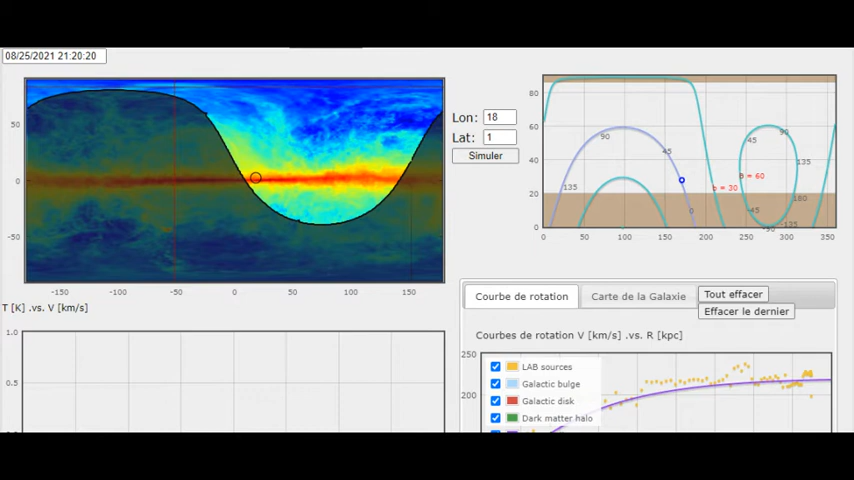 08/25/2021 21:20:20
50
0
-50
-150
-100
-50
0
50
100
150
Lon: 18
Lat: 1
Simuler
80
60
40
20
0
0
50
100
150
200
250
300
350
90
45
135
0
b = 30
B = 60
45
90
135
180
-45
-90
-135
T [K] .vs. V [km/s]
1.0
0.5
Courbe de rotation
Carte de la Galaxie
Tout effacer
Effacer le dernier
Courbes de rotation V [km/s] .vs. R [kpc]
250
200
LAB sources
Galactic bulge
Galactic disk
Dark matter halo